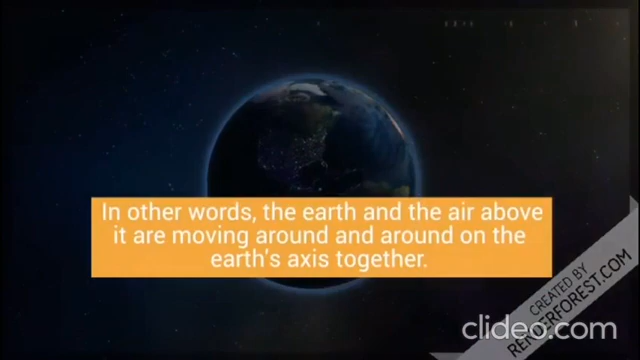 In other words, the earth and the air above
it are moving around and around on the
earth's axis together.
CREATED BY
RENDERFOREST.COM
clideo.com